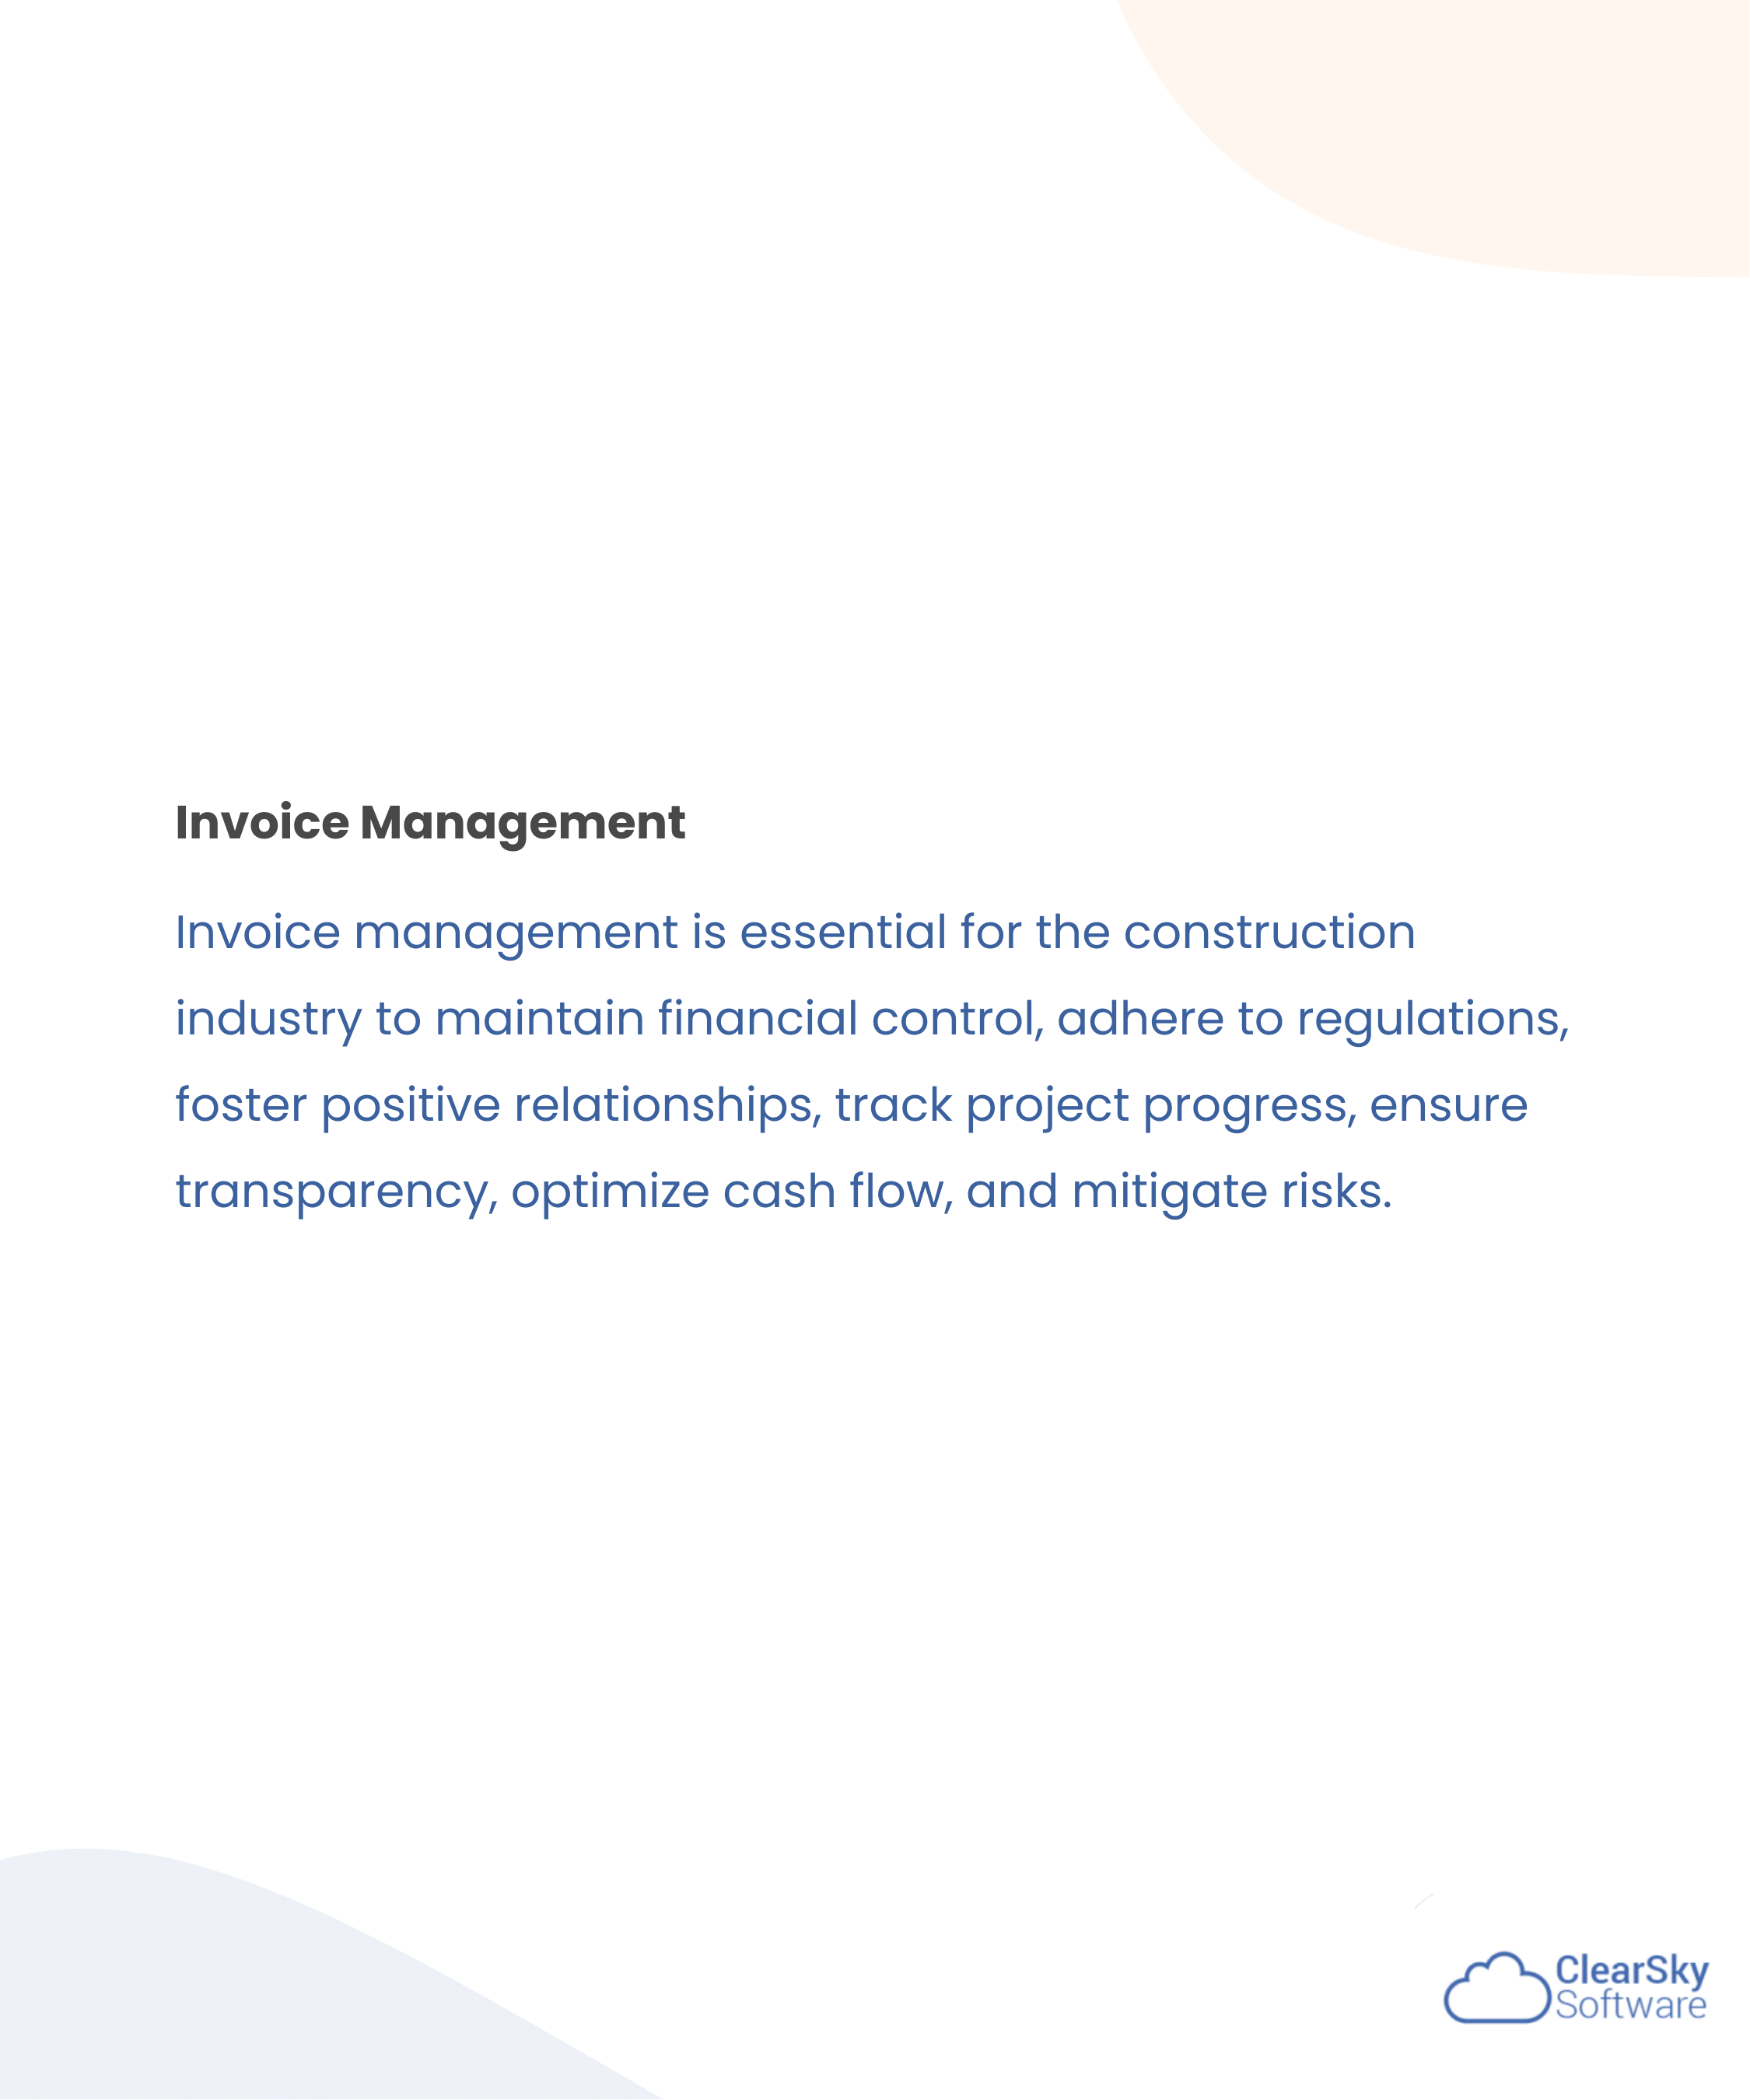 Invoice Management
Invoice management is essential for the construction
industry to maintain financial control, adhere to regulations,
foster positive relationships, track project progress, ensure
transparency, optimize cash flow, and mitigate risks.
ClearSky
Software